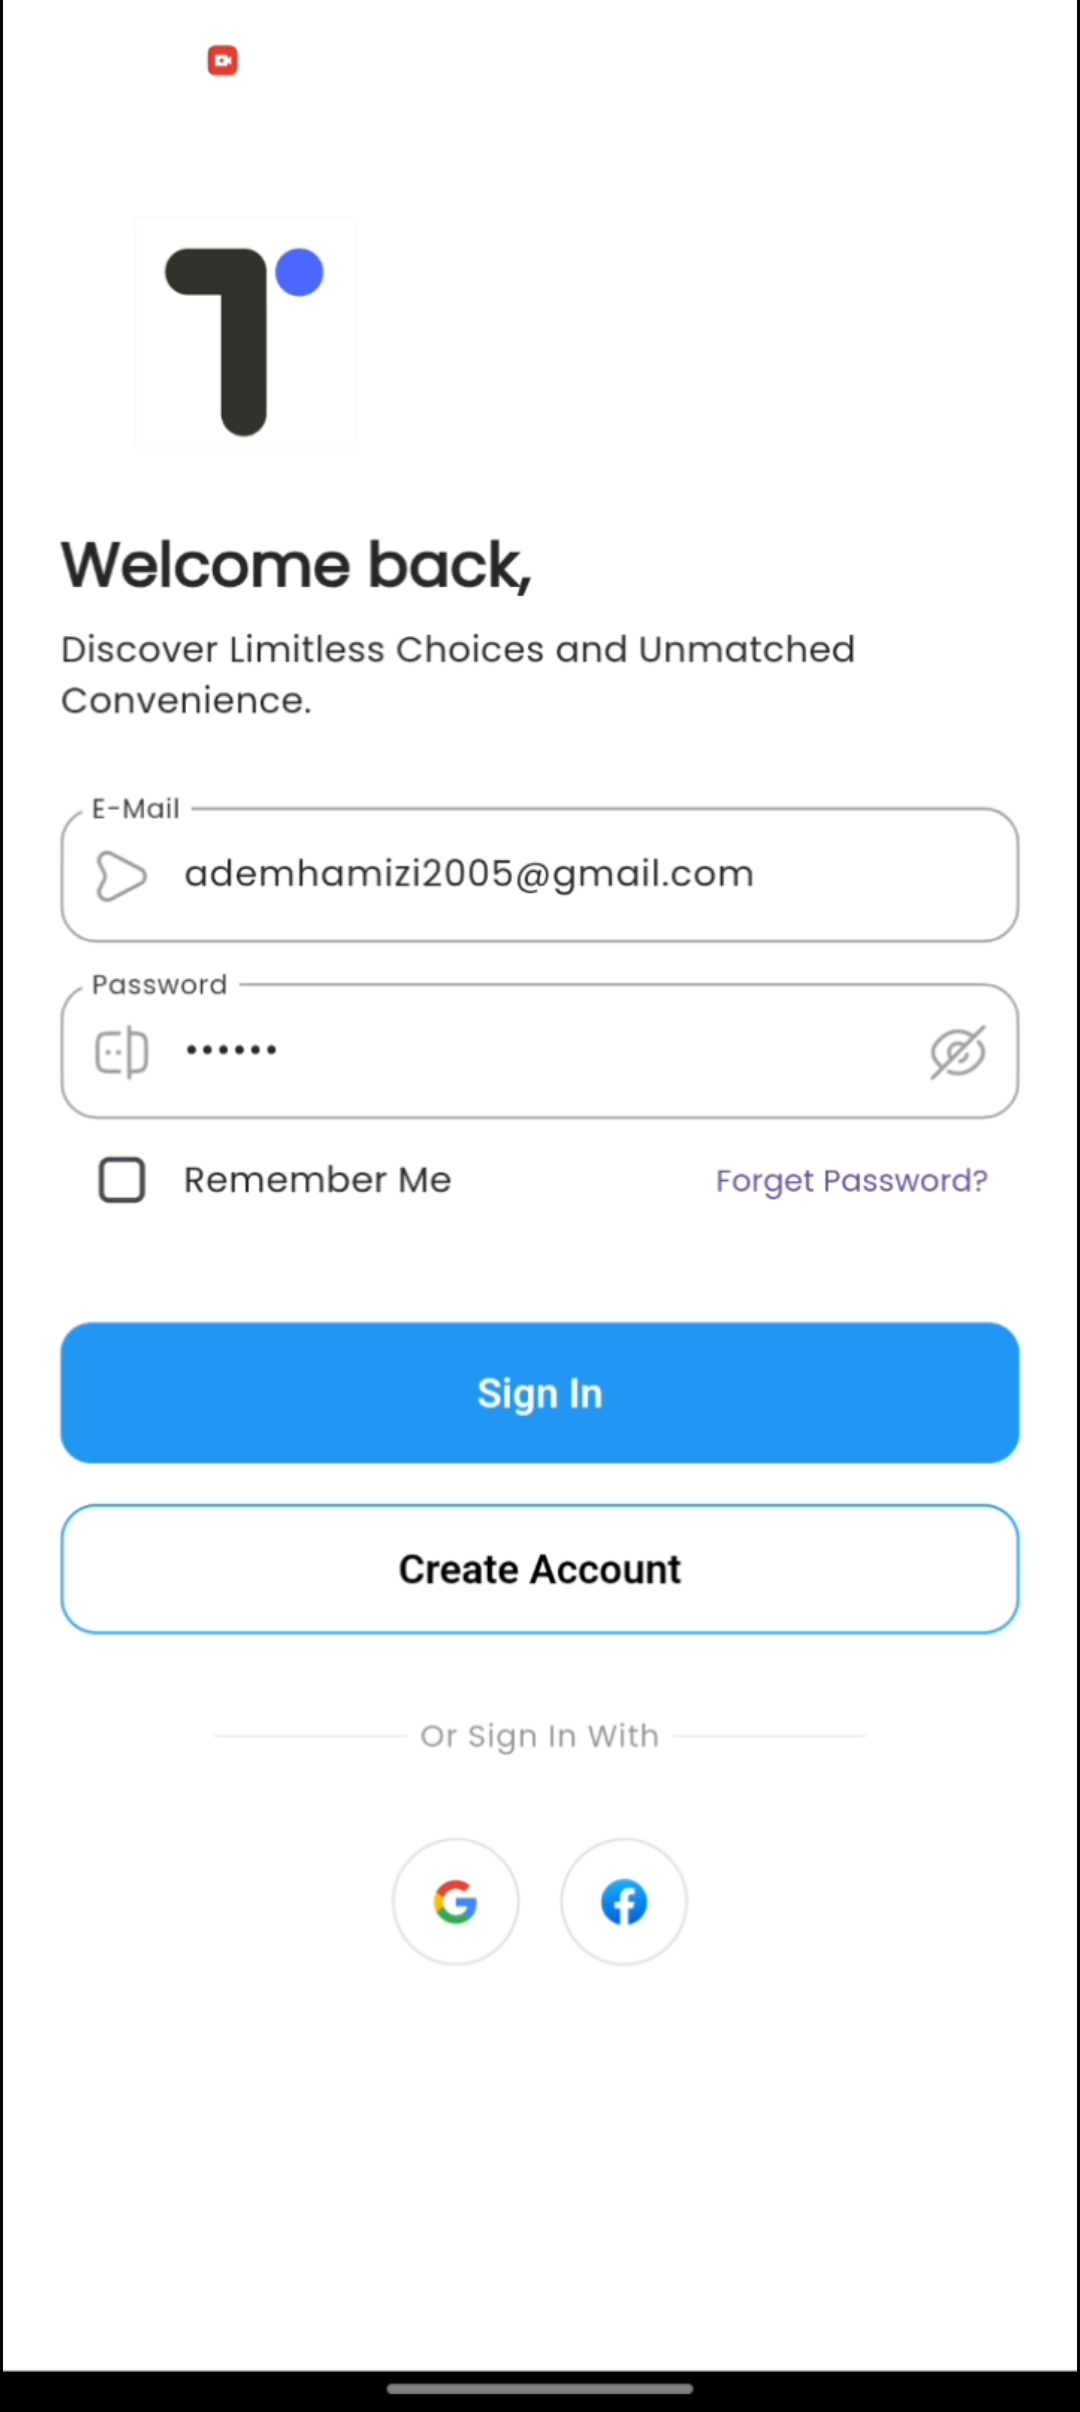 Welcome back,
Discover Limitless Choices and Unmatched
Convenience.
E-Mail
ademhamizi2005@gmail.com
Password
••••••
Remember Me
Forget Password?
Sign In
Create Account
Or Sign In With